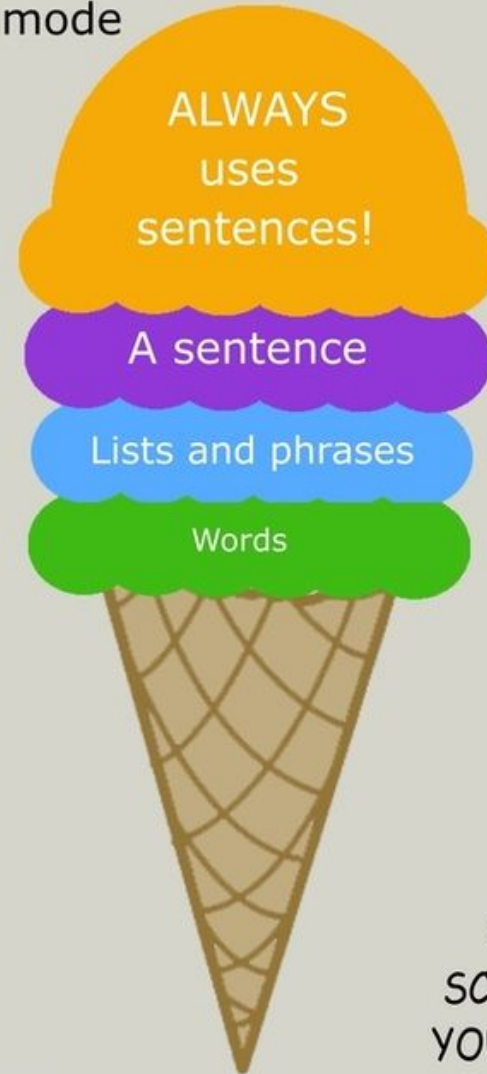 mode
ALWAYS
uses
sentences!
A sentence
Lists and phrases
Words